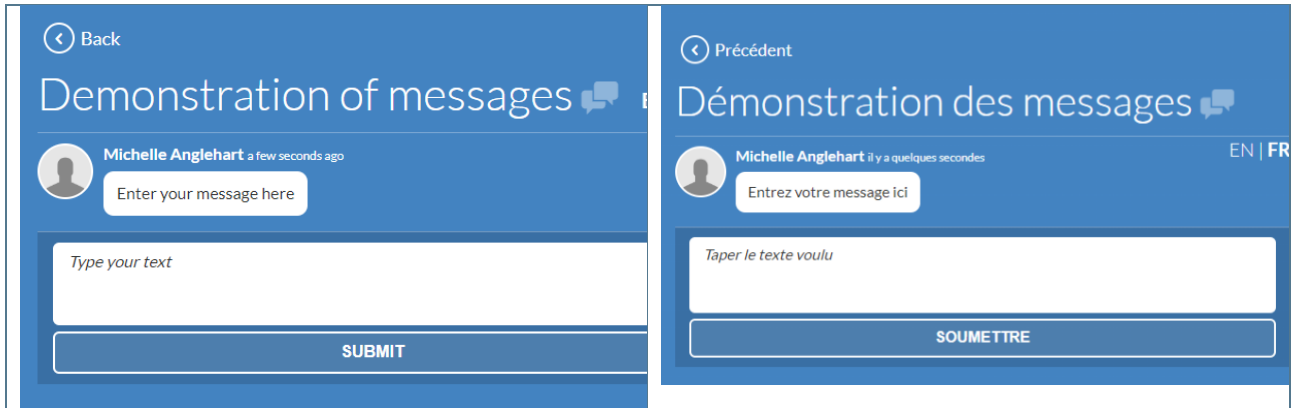 Back
Demonstration of messages
Michelle Anglehart a few seconds ago
Enter your message here
Type your text
SUBMIT
Précédent
Démonstration des messages
EN | FR
Michelle Anglehart il y a quelques secondes
Entrez votre message ici
Taper le texte voulu
SOUMETTRE